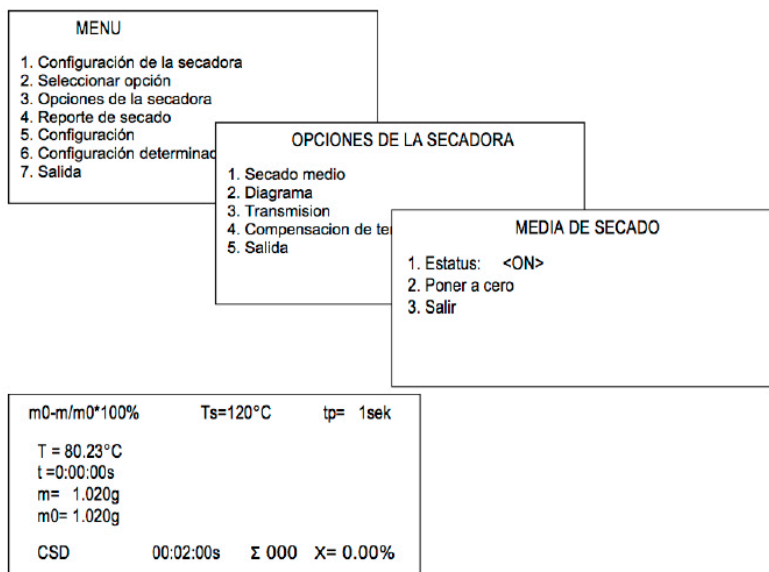 MENU
1. Configuración de la secadora
2. Seleccionar opción
3. Opciones de la secadora
4. Reporte de secado
5. Configuración
6. Configuración
7. Salida
OPCIONES DE LA SECADORA
1. Secado medio
2. Diagrama
3. Transmision
4. Compensacion de
5. Salida
MEDIA DE SECADO
1. Estatus: <ON>
2. Poner a cero
3. Salir
m0-m/m0*100% Ts=120°C tp= 1sek
T = 80.23°C
t =0:00:00s
m= 1.020g
m0= 1.020g
CSD 00:02:00s Σ 000 X= 0.00%